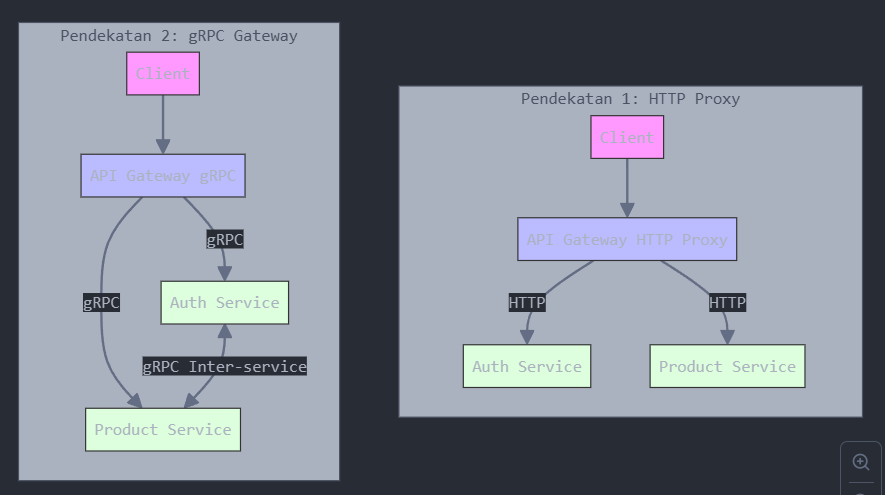 Pendekatan 2: gRPC Gateway
Client
API Gateway gRPC
gRPC
Auth Service
gRPC
gRPC Inter-service
Product Service
Pendekatan 1: HTTP Proxy
Client
API Gateway HTTP Proxy
HTTP
HTTP
Auth Service
Product Service